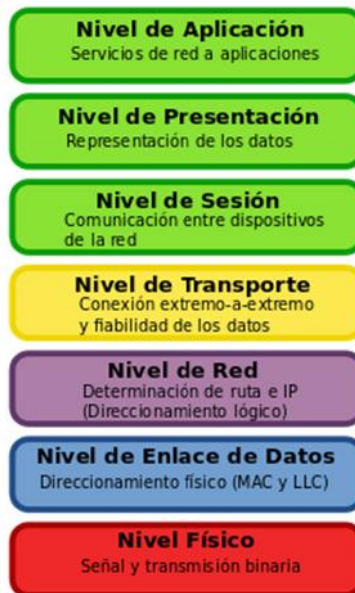 Nivel de Aplicación
Servicios de red a aplicaciones
Nivel de Presentación
Representación de los datos
Nivel de Sesión
Comunicación entre dispositivos
de la red
Nivel de Transporte
Conexión extremo-a-extremo
y fiabilidad de los datos
Nivel de Red
Determinación de ruta e IP
(Direccionamiento lógico)
Nivel de Enlace de Datos
Direccionamiento físico (MAC y LLC)
Nivel Físico
Señal y transmisión binaria